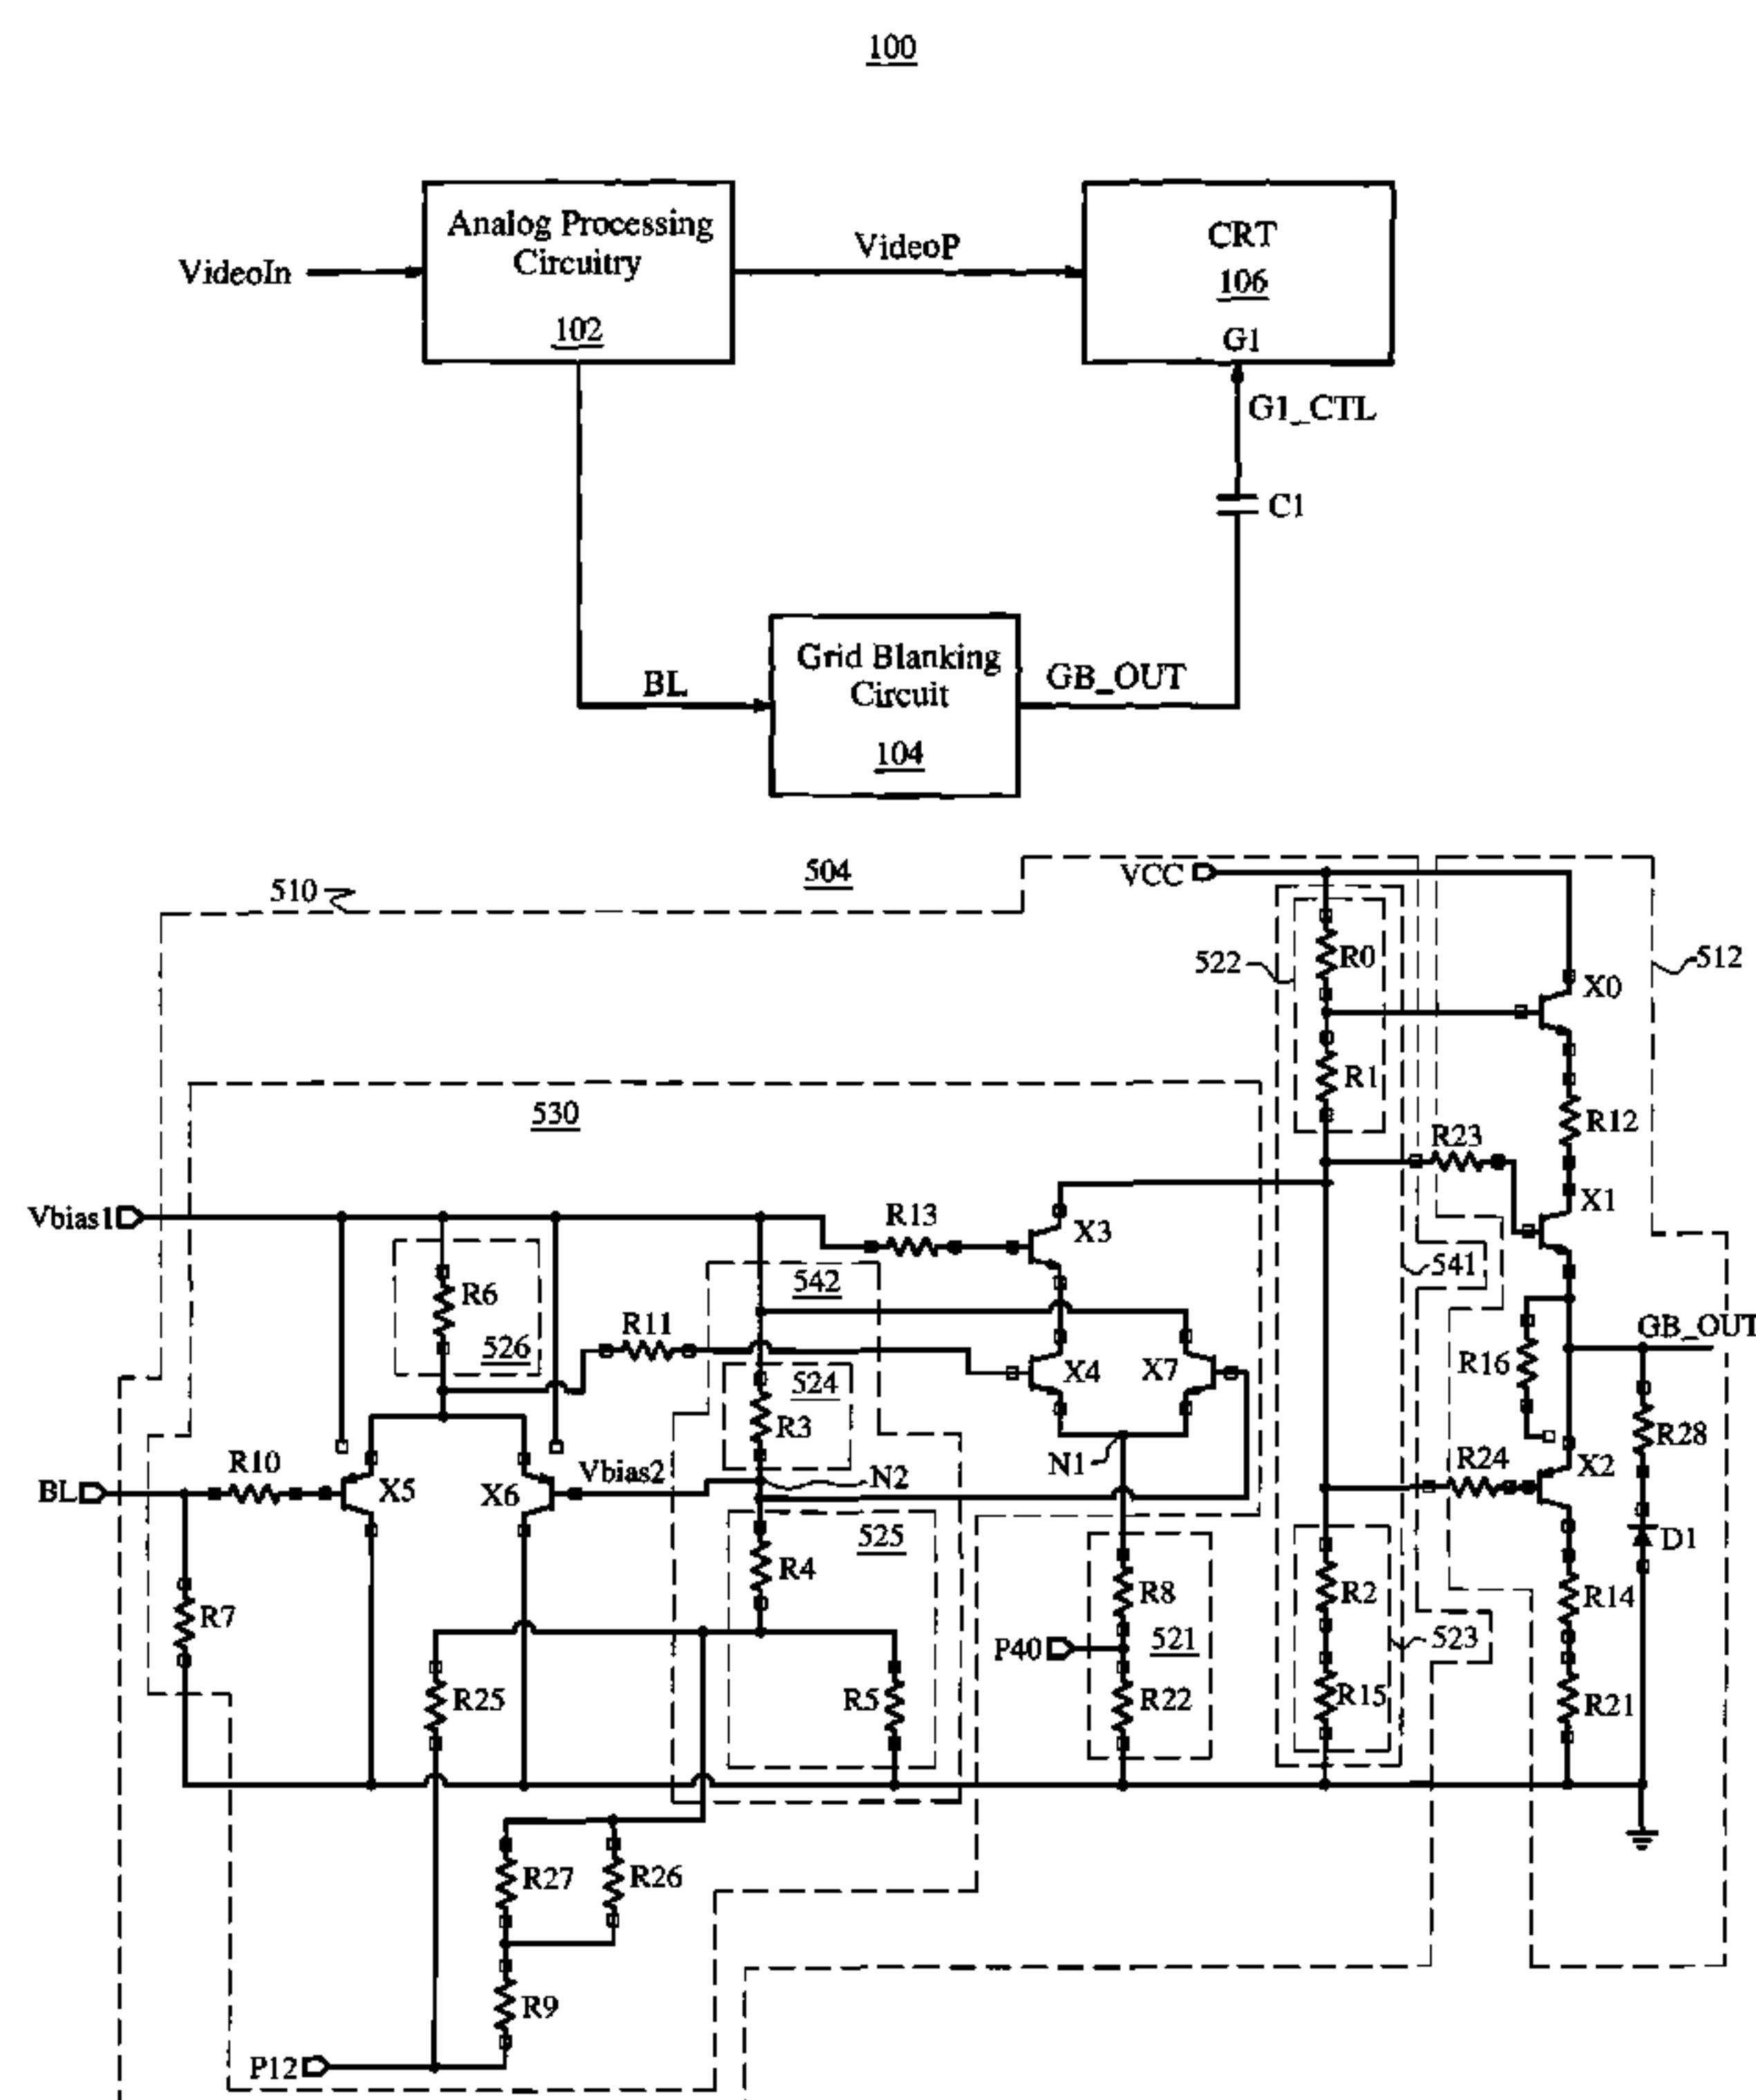 100
Analog Processing
Circuitry
102
VideoIn
VideoP
CRT
106
G1
G1_CTL
C1
BL
Grid Blanking
Circuit
104
GB_OUT
504
510
VCC
522
R0
X0
512
R1
R12
530
R23
X1
Vbias1
R13
X3
541
542
R6
R11
526
GB_OUT
R16
X4
X7
524
R3
R28
R10
N1
R24
X2
Vbias2
N2
BL
X5
X6
525
D1
R4
R8
R2
R14
R7
P40
521
523
R25
R5
R22
R15
R21
R27
R26
R9
P12